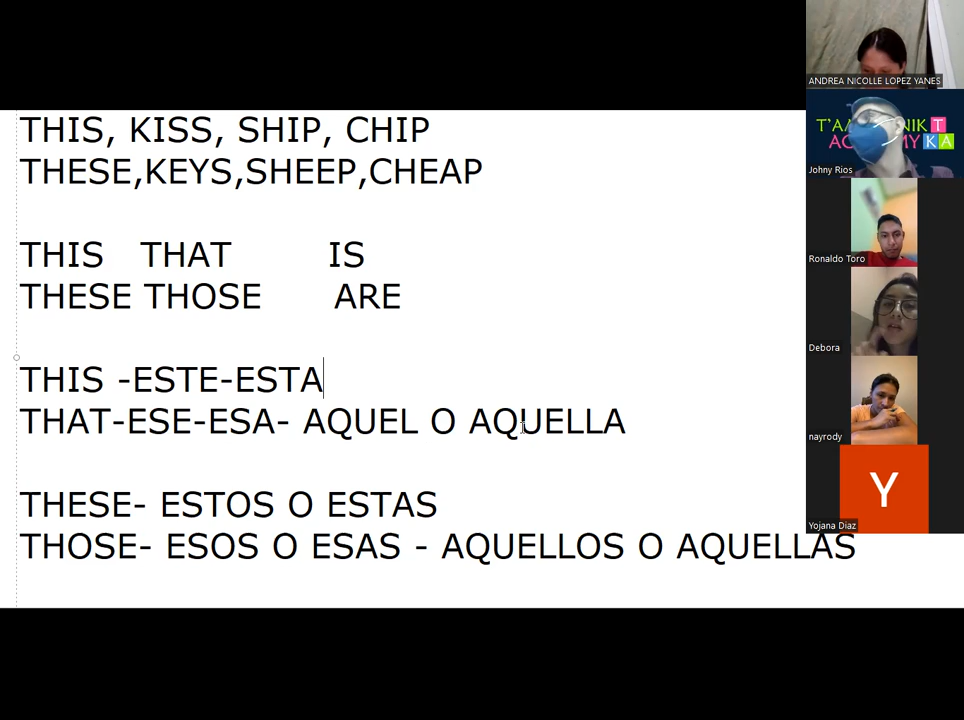 THIS, KISS, SHIP, CHIP
THESE,KEYS,SHEEP,CHEAP
THIS THAT IS
THESE THOSE ARE
THIS -ESTE-ESTA
THAT-ESE-ESA- AQUEL O AQUELLA
THESE- ESTOS O ESTAS
THOSE- ESOS O ESAS - AQUELLOS O AQUELLAS
ANDREA NICOLLE LOPEZ YANES
Johny Rios
Ronaldo Toro
Debora
nayrody
Y
Yojana Diaz